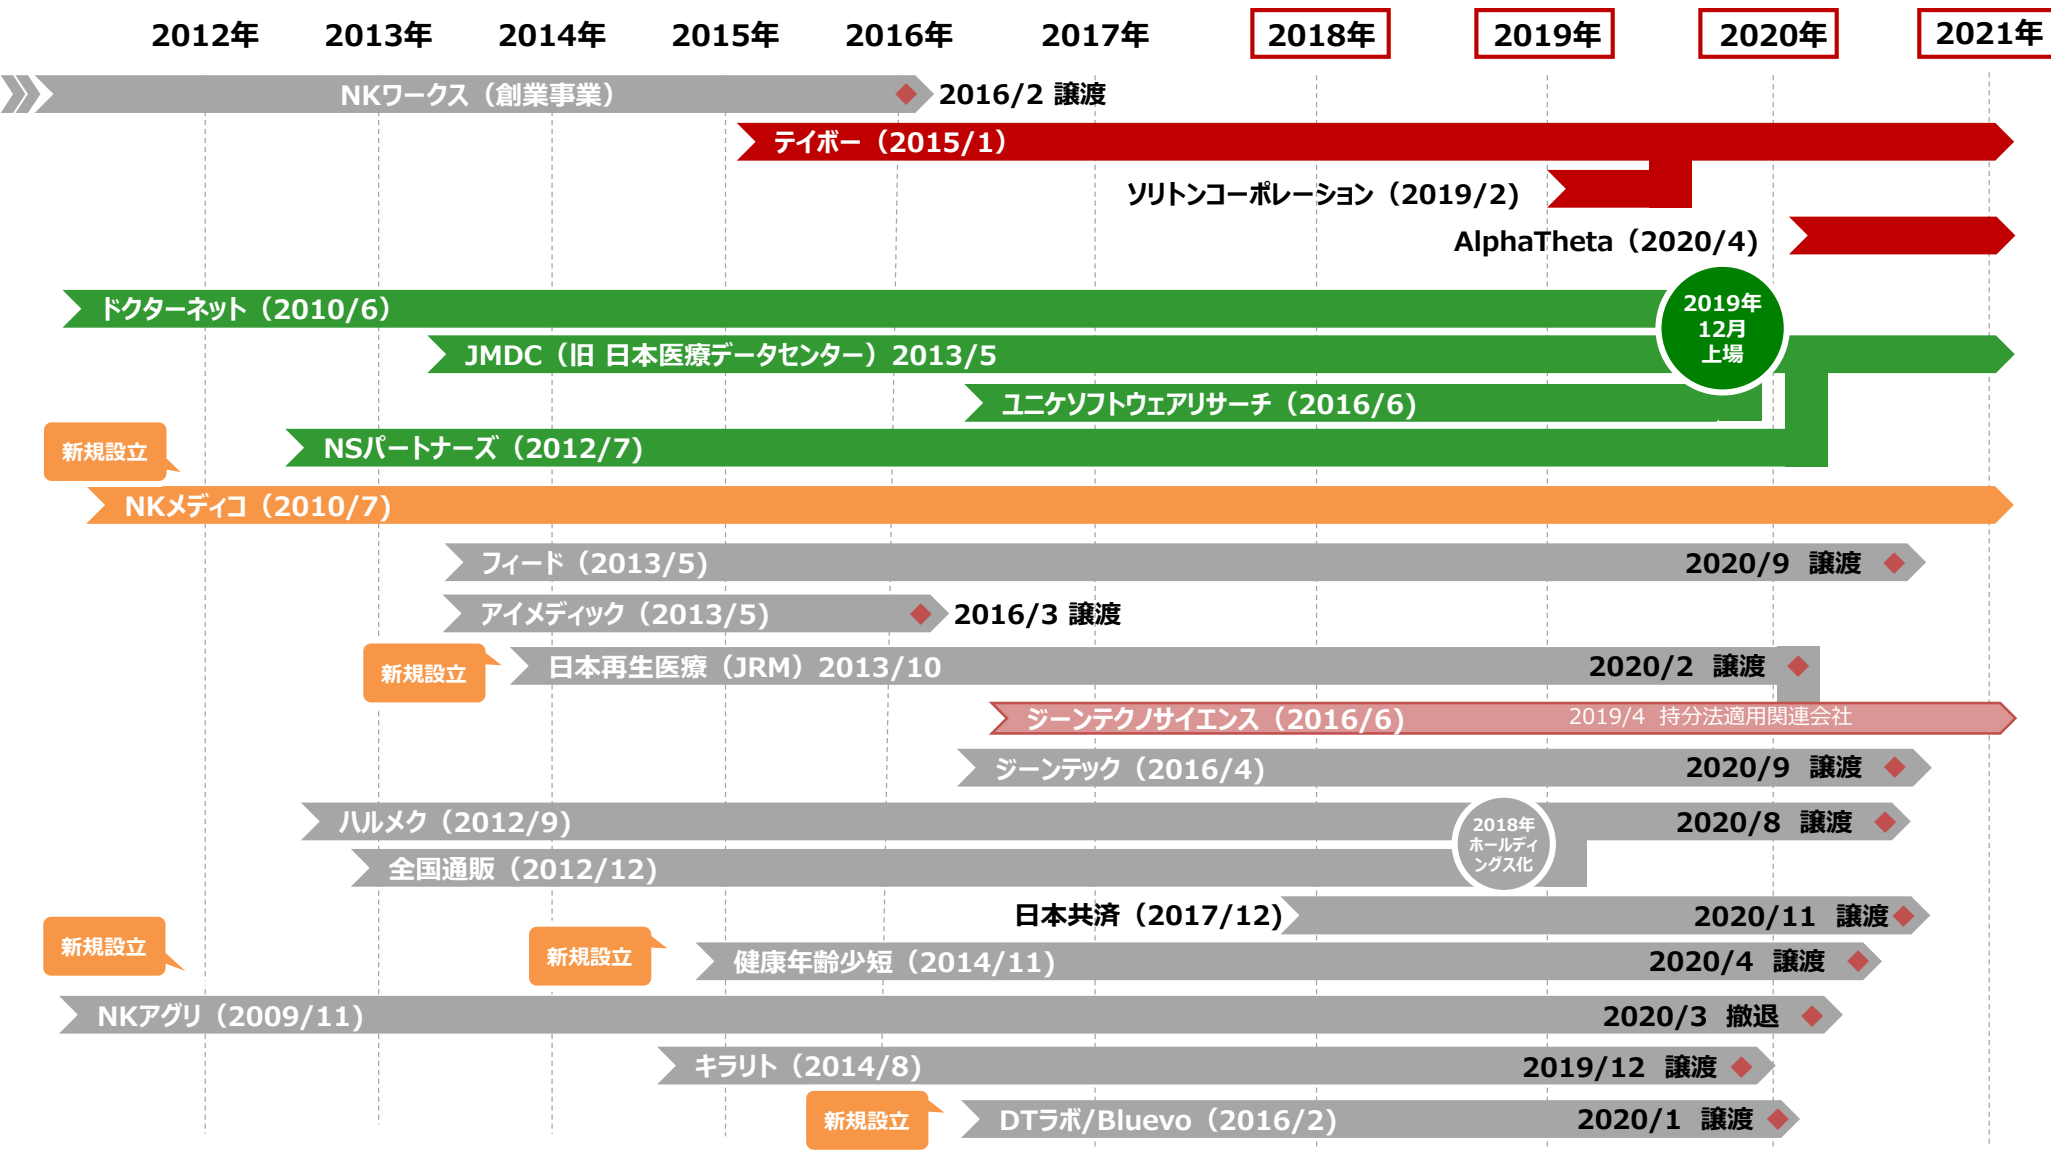 2012年 2013年 2014年 2015年 2016年 2017年 2018年 2019年 2020年 2021年
NKワークス（創業事業） 2016/2 譲渡
テイボー（2015/1）
ソリトンコーポレーション（2019/2)
AlphaTheta（2020/4)
2019年
12月
上場
ドクターネット（2010/6）
JMDC（旧 日本医療データセンター）2013/5
ユニケソフトウェアリサーチ（2016/6)
新規設立
NSパートナーズ（2012/7)
NKメディコ（2010/7)
フィード（2013/5) 2020/9 譲渡
アイメディック（2013/5) 2016/3 譲渡
新規設立
日本再生医療（JRM）2013/10 2020/2 譲渡
ジーンテクノサイエンス（2016/6) 2019/4 持分法適用関連会社
ジーンテック（2016/4) 2020/9 譲渡
ハルメク（2012/9) 2020/8 譲渡
2018年
ホールディ
ングス化
全国通販（2012/12)
日本共済（2017/12) 2020/11 譲渡
新規設立
新規設立
健康年齢少短（2014/11) 2020/4 譲渡
NKアグリ（2009/11) 2020/3 撤退
キラリト（2014/8) 2019/12 譲渡
新規設立
DTラボ/Bluevo（2016/2) 2020/1 譲渡